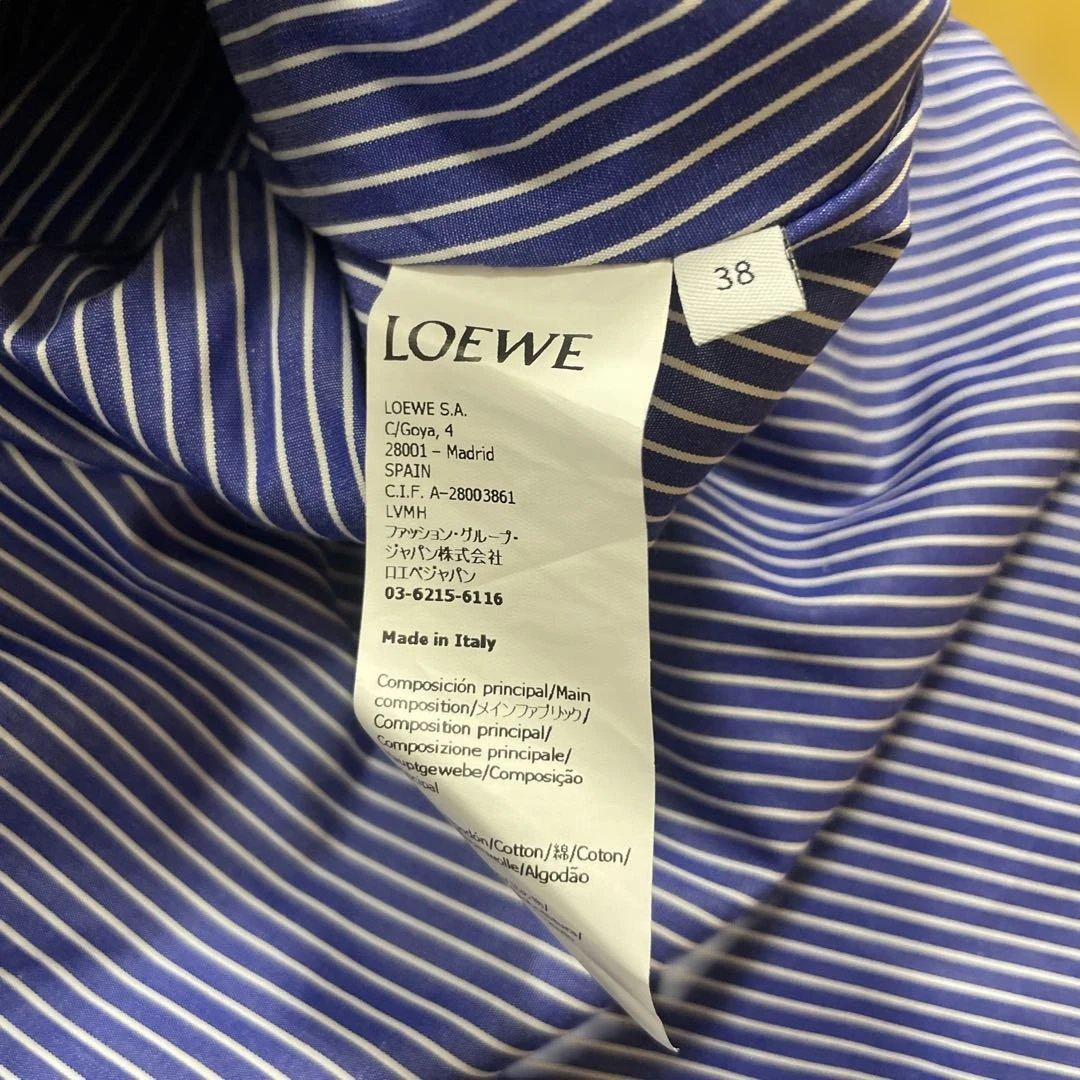 38
LOEWE
LOEWE S.A.
C/Goya, 4
28001 - Madrid
SPAIN
C.I.F. A-28003861
LVMH
ファッション・グループ・
ジャパン株式会社
ロエベジャパン
03-6215-6116
Made in Italy
Composición principal/Main
composition/メインファブリック/
Composition principal/
Composizione principale/
/Composição
/Cotton/綿/Coton/
/Algodão